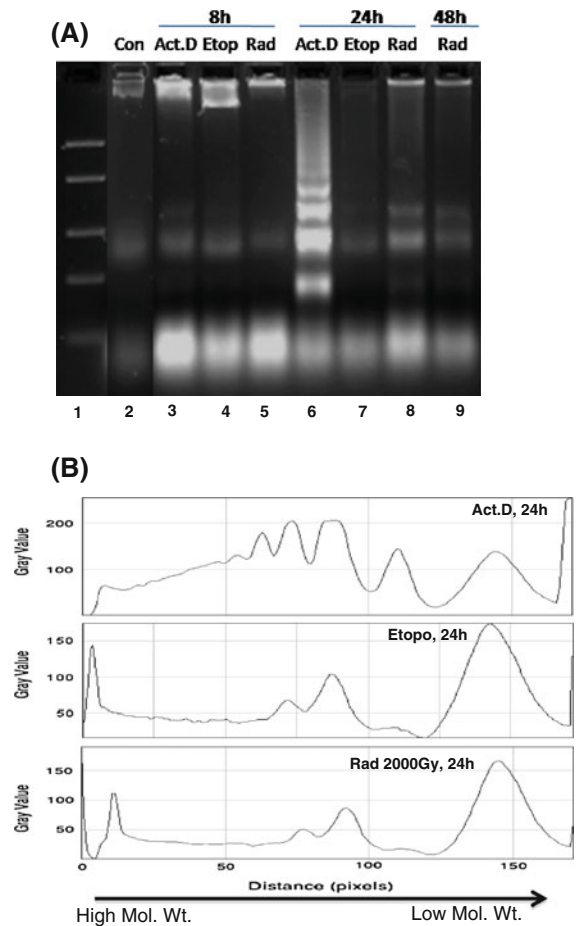 (A)
8h 24h 48h
Con Act.D Etop Rad Act.D Etop Rad Rad
1 2 3 4 5 6 7 8 9
(B)
Act.D, 24h
Gray Value
200
100
Etopo, 24h
Gray Value
150
100
50
Rad 2000Gy, 24h
Gray Value
150
100
50
0 50 100 150
Distance (pixels)
High Mol. Wt. Low Mol. Wt.